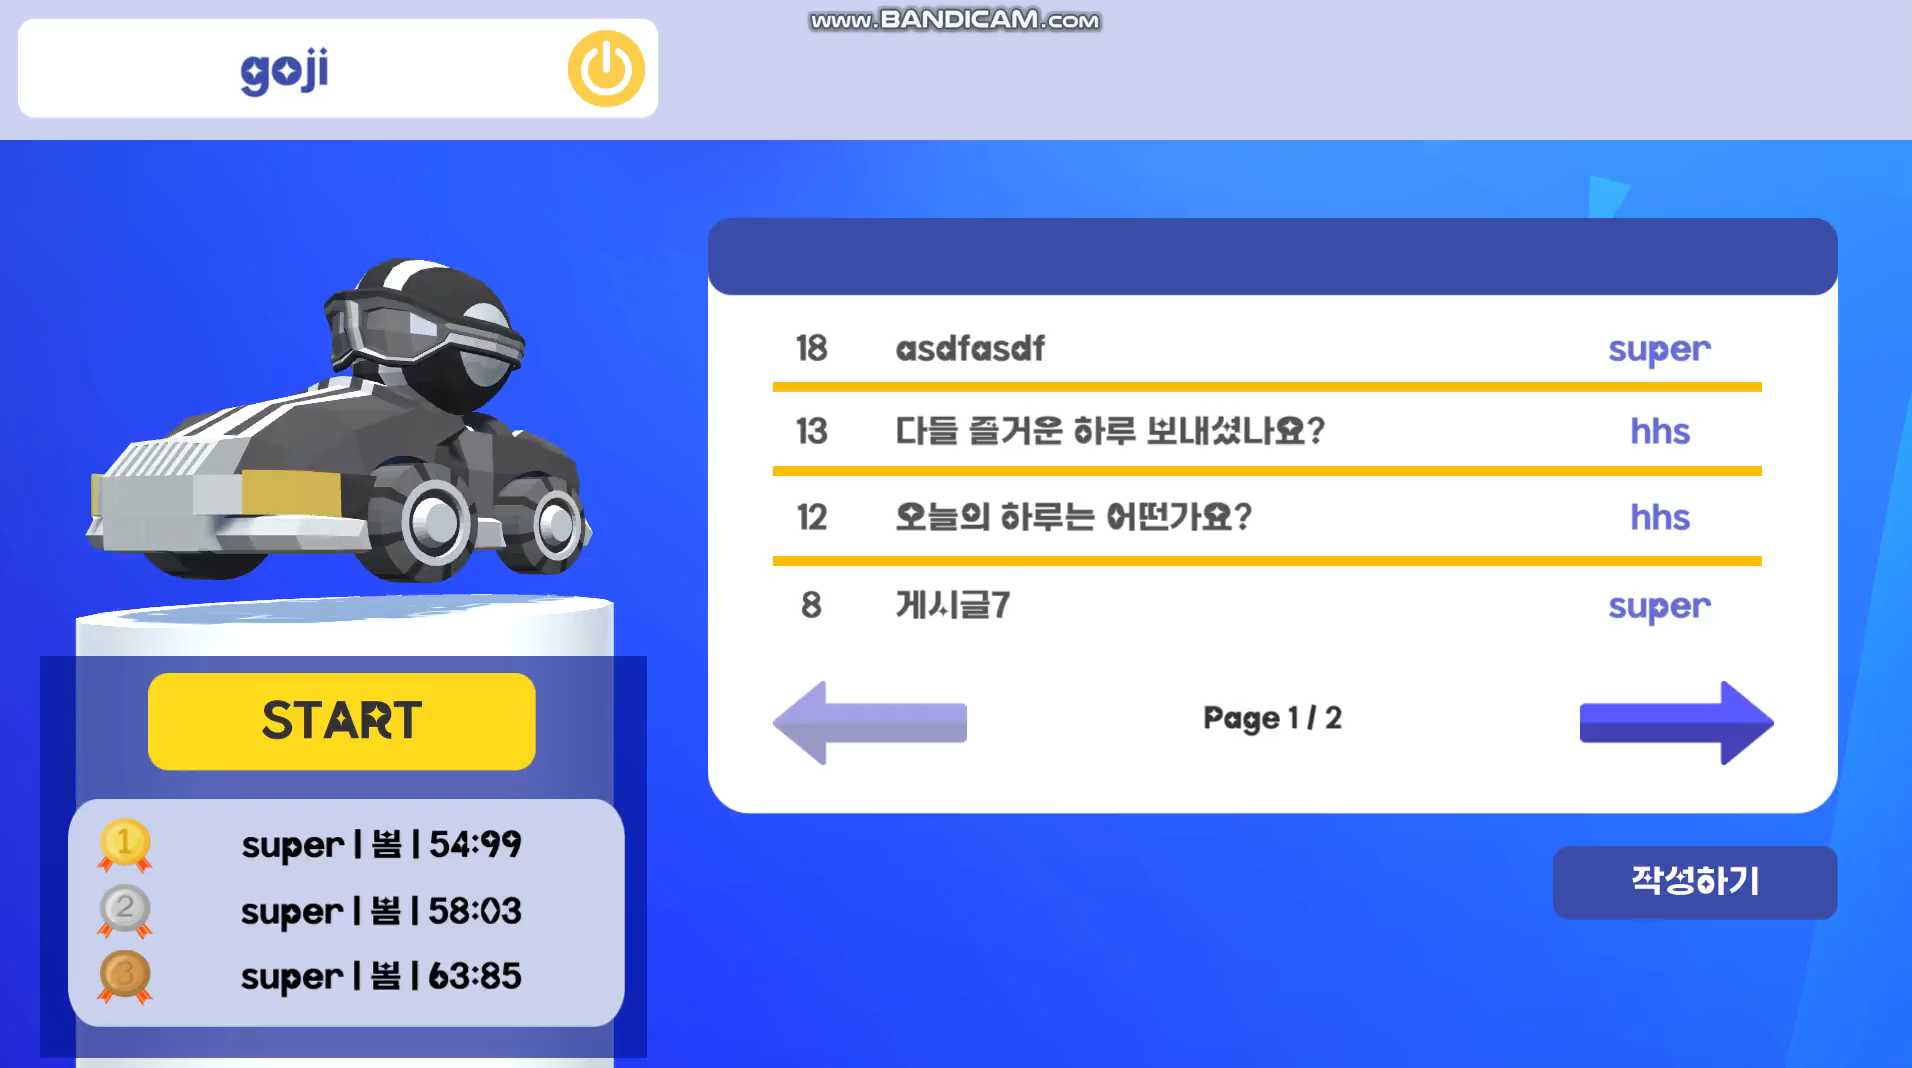 www.BANDICAM.com
goji
18 asdfasdf super
13 다들 즐거운 하루 보내셨나요? hhs
12 오늘의 하루는 어떤가요? hhs
8 게시글7 super
Page 1 / 2
작성하기
START
1 super | 봄 | 54:99
2 super | 봄 | 58:03
3 super | 봄 | 63:85